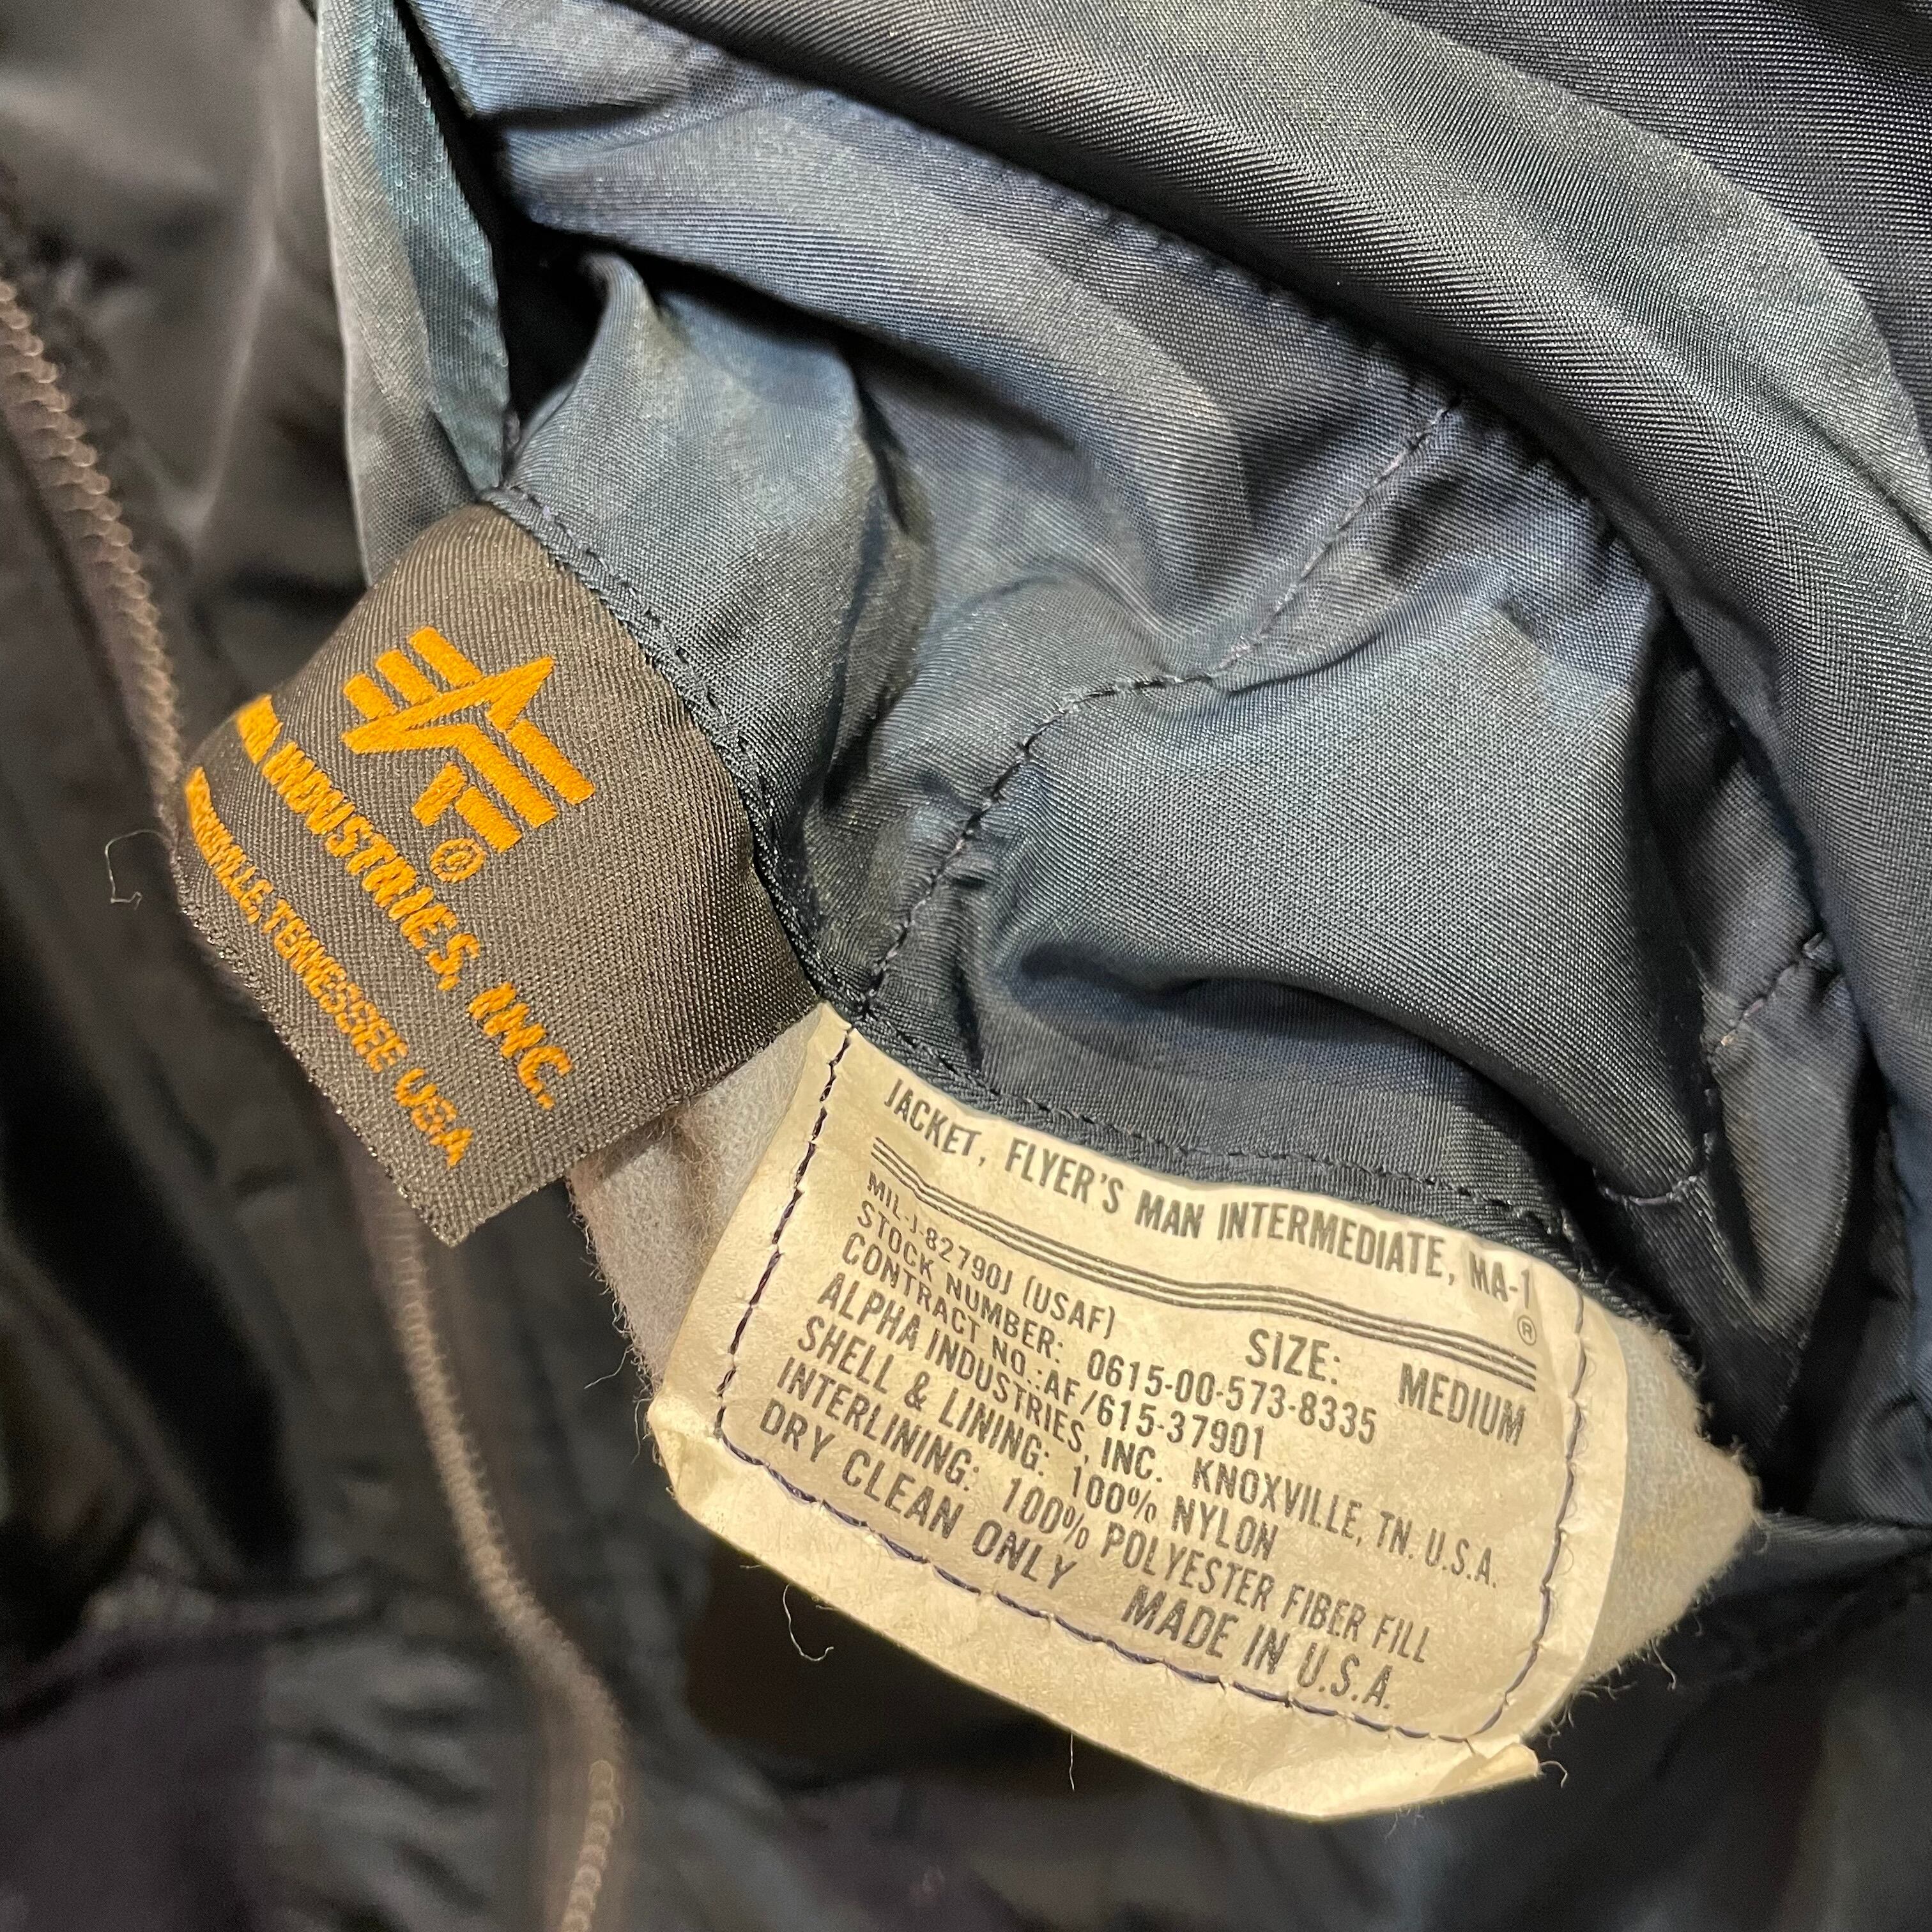 INDUSTRIES, INC.
TENNESSEE USA
JACKET, FLYER'S MAN INTERMEDIATE, MA-1
®
MIL-J-82790J (USAF) SIZE: MEDIUM
STOCK NUMBER: 0615-00-573-8335
CONTRACT NO.:AF/615-37901
ALPHA INDUSTRIES, INC. KNOXVILLE, TN. U.S.A.
SHELL & LINING: 100% NYLON
INTERLINING: 100% POLYESTER FIBER FILL
DRY CLEAN ONLY MADE IN U.S.A.